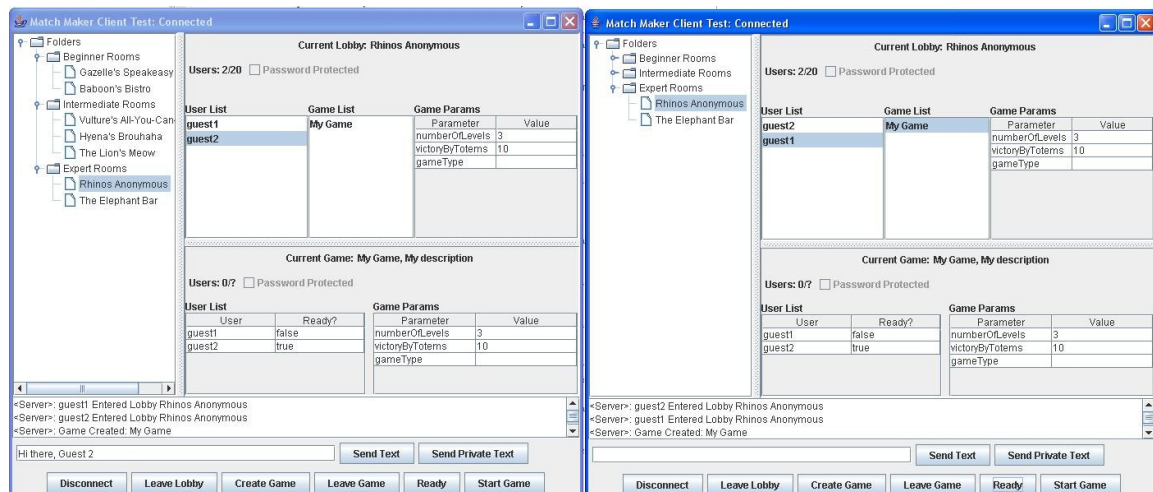 Match Maker Client Test: Connected
Folders
Beginner Rooms
Gazelle's Speakeasy
Baboon's Bistro
Intermediate Rooms
Vulture's All-You-Can-
Hyena's Brouhaha
The Lion's Meow
Expert Rooms
Rhinos Anonymous
The Elephant Bar
Current Lobby: Rhinos Anonymous
Users: 2/20 Password Protected
User List Game List Game Params
guest1 My Game Parameter Value
guest2 numberOfLevels 3
victoryByTotems 10
gameType
Current Game: My Game, My description
Users: 0/? Password Protected
User List Game Params
User Ready? Parameter Value
guest1 false numberOfLevels 3
guest2 true victoryByTotems 10
gameType
<Server>: guest1 Entered Lobby Rhinos Anonymous
<Server>: guest2 Entered Lobby Rhinos Anonymous
<Server>: Game Created: My Game
Hi there, Guest 2 Send Text Send Private Text
Disconnect Leave Lobby Create Game Leave Game Ready Start Game
Match Maker Client Test: Connected
Folders
Beginner Rooms
Intermediate Rooms
Expert Rooms
Rhinos Anonymous
The Elephant Bar
Current Lobby: Rhinos Anonymous
Users: 2/20 Password Protected
User List Game List Game Params
guest2 My Game Parameter Value
guest1 numberOfLevels 3
victoryByTotems 10
gameType
Current Game: My Game, My description
Users: 0/? Password Protected
User List Game Params
User Ready? Parameter Value
guest1 false numberOfLevels 3
guest2 true victoryByTotems 10
gameType
<Server>: guest2 Entered Lobby Rhinos Anonymous
<Server>: guest1 Entered Lobby Rhinos Anonymous
<Server>: Game Created: My Game
Send Text Send Private Text
Disconnect Leave Lobby Create Game Leave Game Ready Start Game